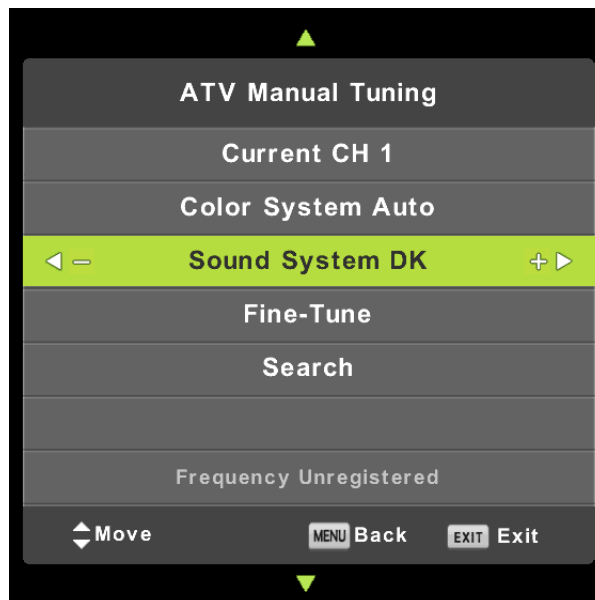 ATV Manual Tuning
Current CH 1
Color System Auto
Sound System DK
Fine-Tune
Search
Frequency Unregistered
Move MENU Back EXIT Exit